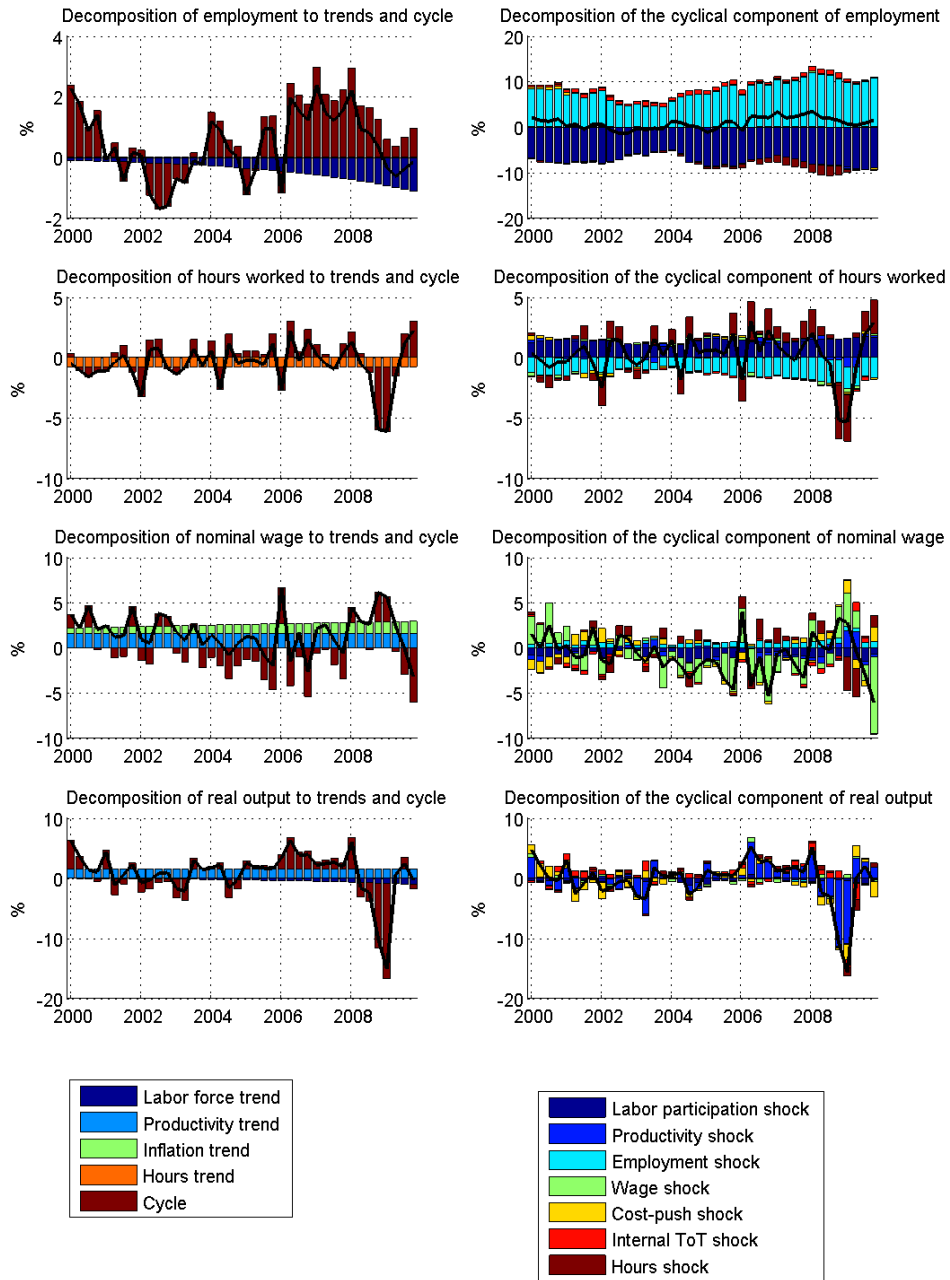 Decomposition of employment to trends and cycle
4
2
0
-2
%
2000 2002 2004 2006 2008
Decomposition of the cyclical component of employment
20
10
0
-10
-20
%
2000 2002 2004 2006 2008
Decomposition of hours worked to trends and cycle
5
0
-5
-10
%
2000 2002 2004 2006 2008
Decomposition of the cyclical component of hours worked
5
0
-5
-10
%
2000 2002 2004 2006 2008
Decomposition of nominal wage to trends and cycle
10
5
0
-5
-10
%
2000 2002 2004 2006 2008
Decomposition of the cyclical component of nominal wage
10
5
0
-5
-10
%
2000 2002 2004 2006 2008
Decomposition of real output to trends and cycle
10
0
-10
-20
%
2000 2002 2004 2006 2008
Decomposition of the cyclical component of real output
10
0
-10
-20
%
2000 2002 2004 2006 2008
Labor force trend
Productivity trend
Inflation trend
Hours trend
Cycle
Labor participation shock
Productivity shock
Employment shock
Wage shock
Cost-push shock
Internal ToT shock
Hours shock